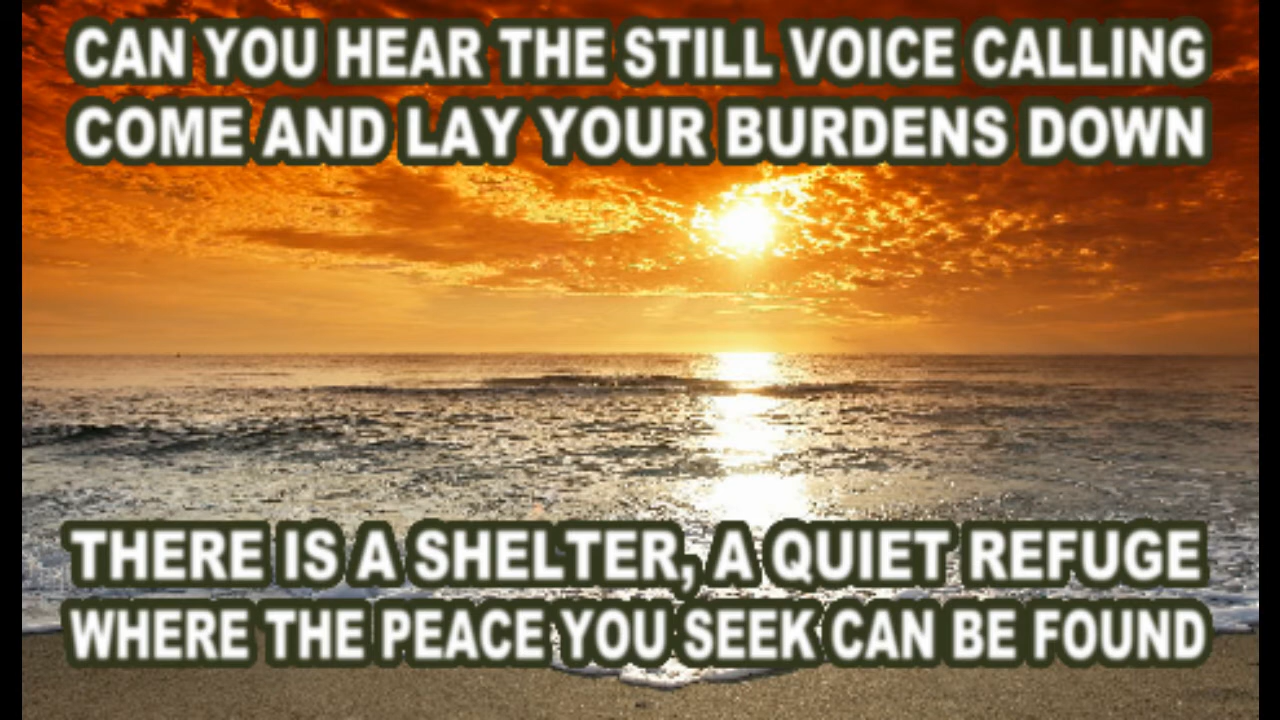 CAN YOU HEAR THE STILL VOICE CALLING
COME AND LAY YOUR BURDENS DOWN
THERE IS A SHELTER, A QUIET REFUGE
WHERE THE PEACE YOU SEEK CAN BE FOUND